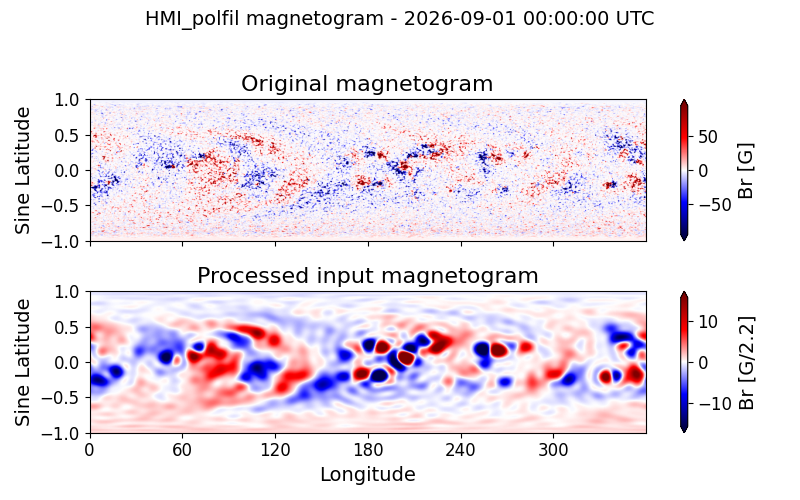 HMI_polfil magnetogram - 2026-09-01 00:00:00 UTC
Original magnetogram
1.0
0.5
0.0
−0.5
−1.0
Sine Latitude
50
0
−50
Br [G]
Processed input magnetogram
1.0
0.5
0.0
−0.5
−1.0
Sine Latitude
0
60
120
180
240
300
Longitude
10
0
−10
Br [G/2.2]